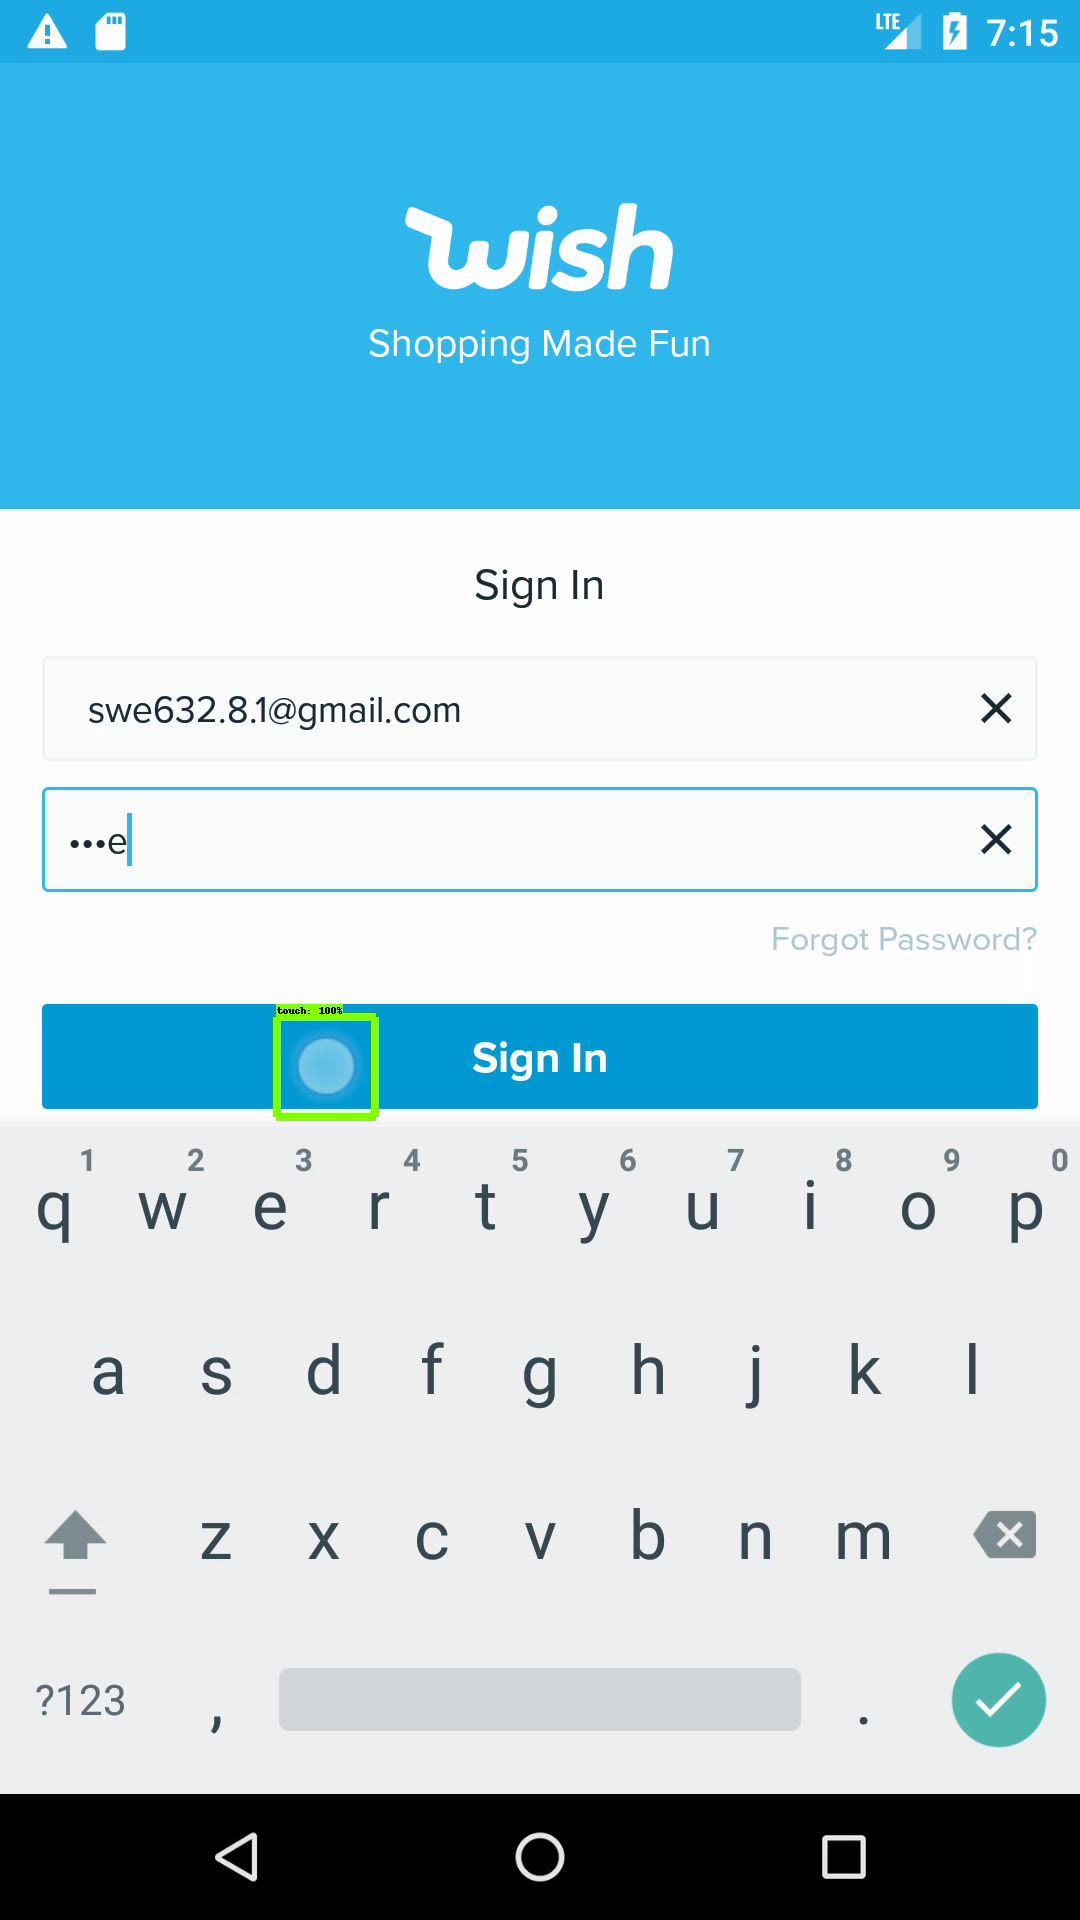 LTE 7:15
wish
Shopping Made Fun
Sign In
swe632.8.1@gmail.com
•••e
Forgot Password?
touch: 100%
Sign In
1 2 3 4 5 6 7 8 9 0
q w e r t y u i o p
a s d f g h j k l
z x c v b n m
?123 , .